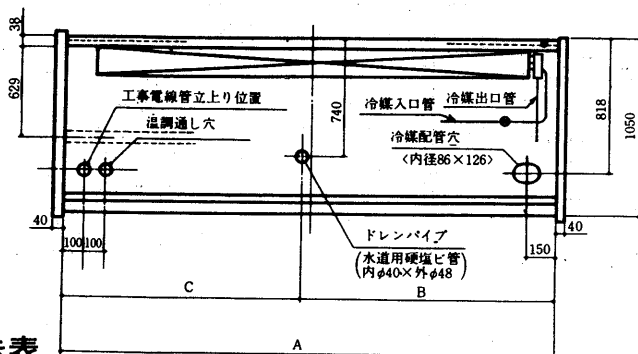 38
629
工事電線管立上り位置
温調通し穴
740
冷媒入口管
冷媒出口管
冷媒配管穴
<内径86×126>
818
1050
40
100
100
ドレンパイプ
(水道用硬塩ビ管
内φ40×外φ48)
150
40
C
B
A
表